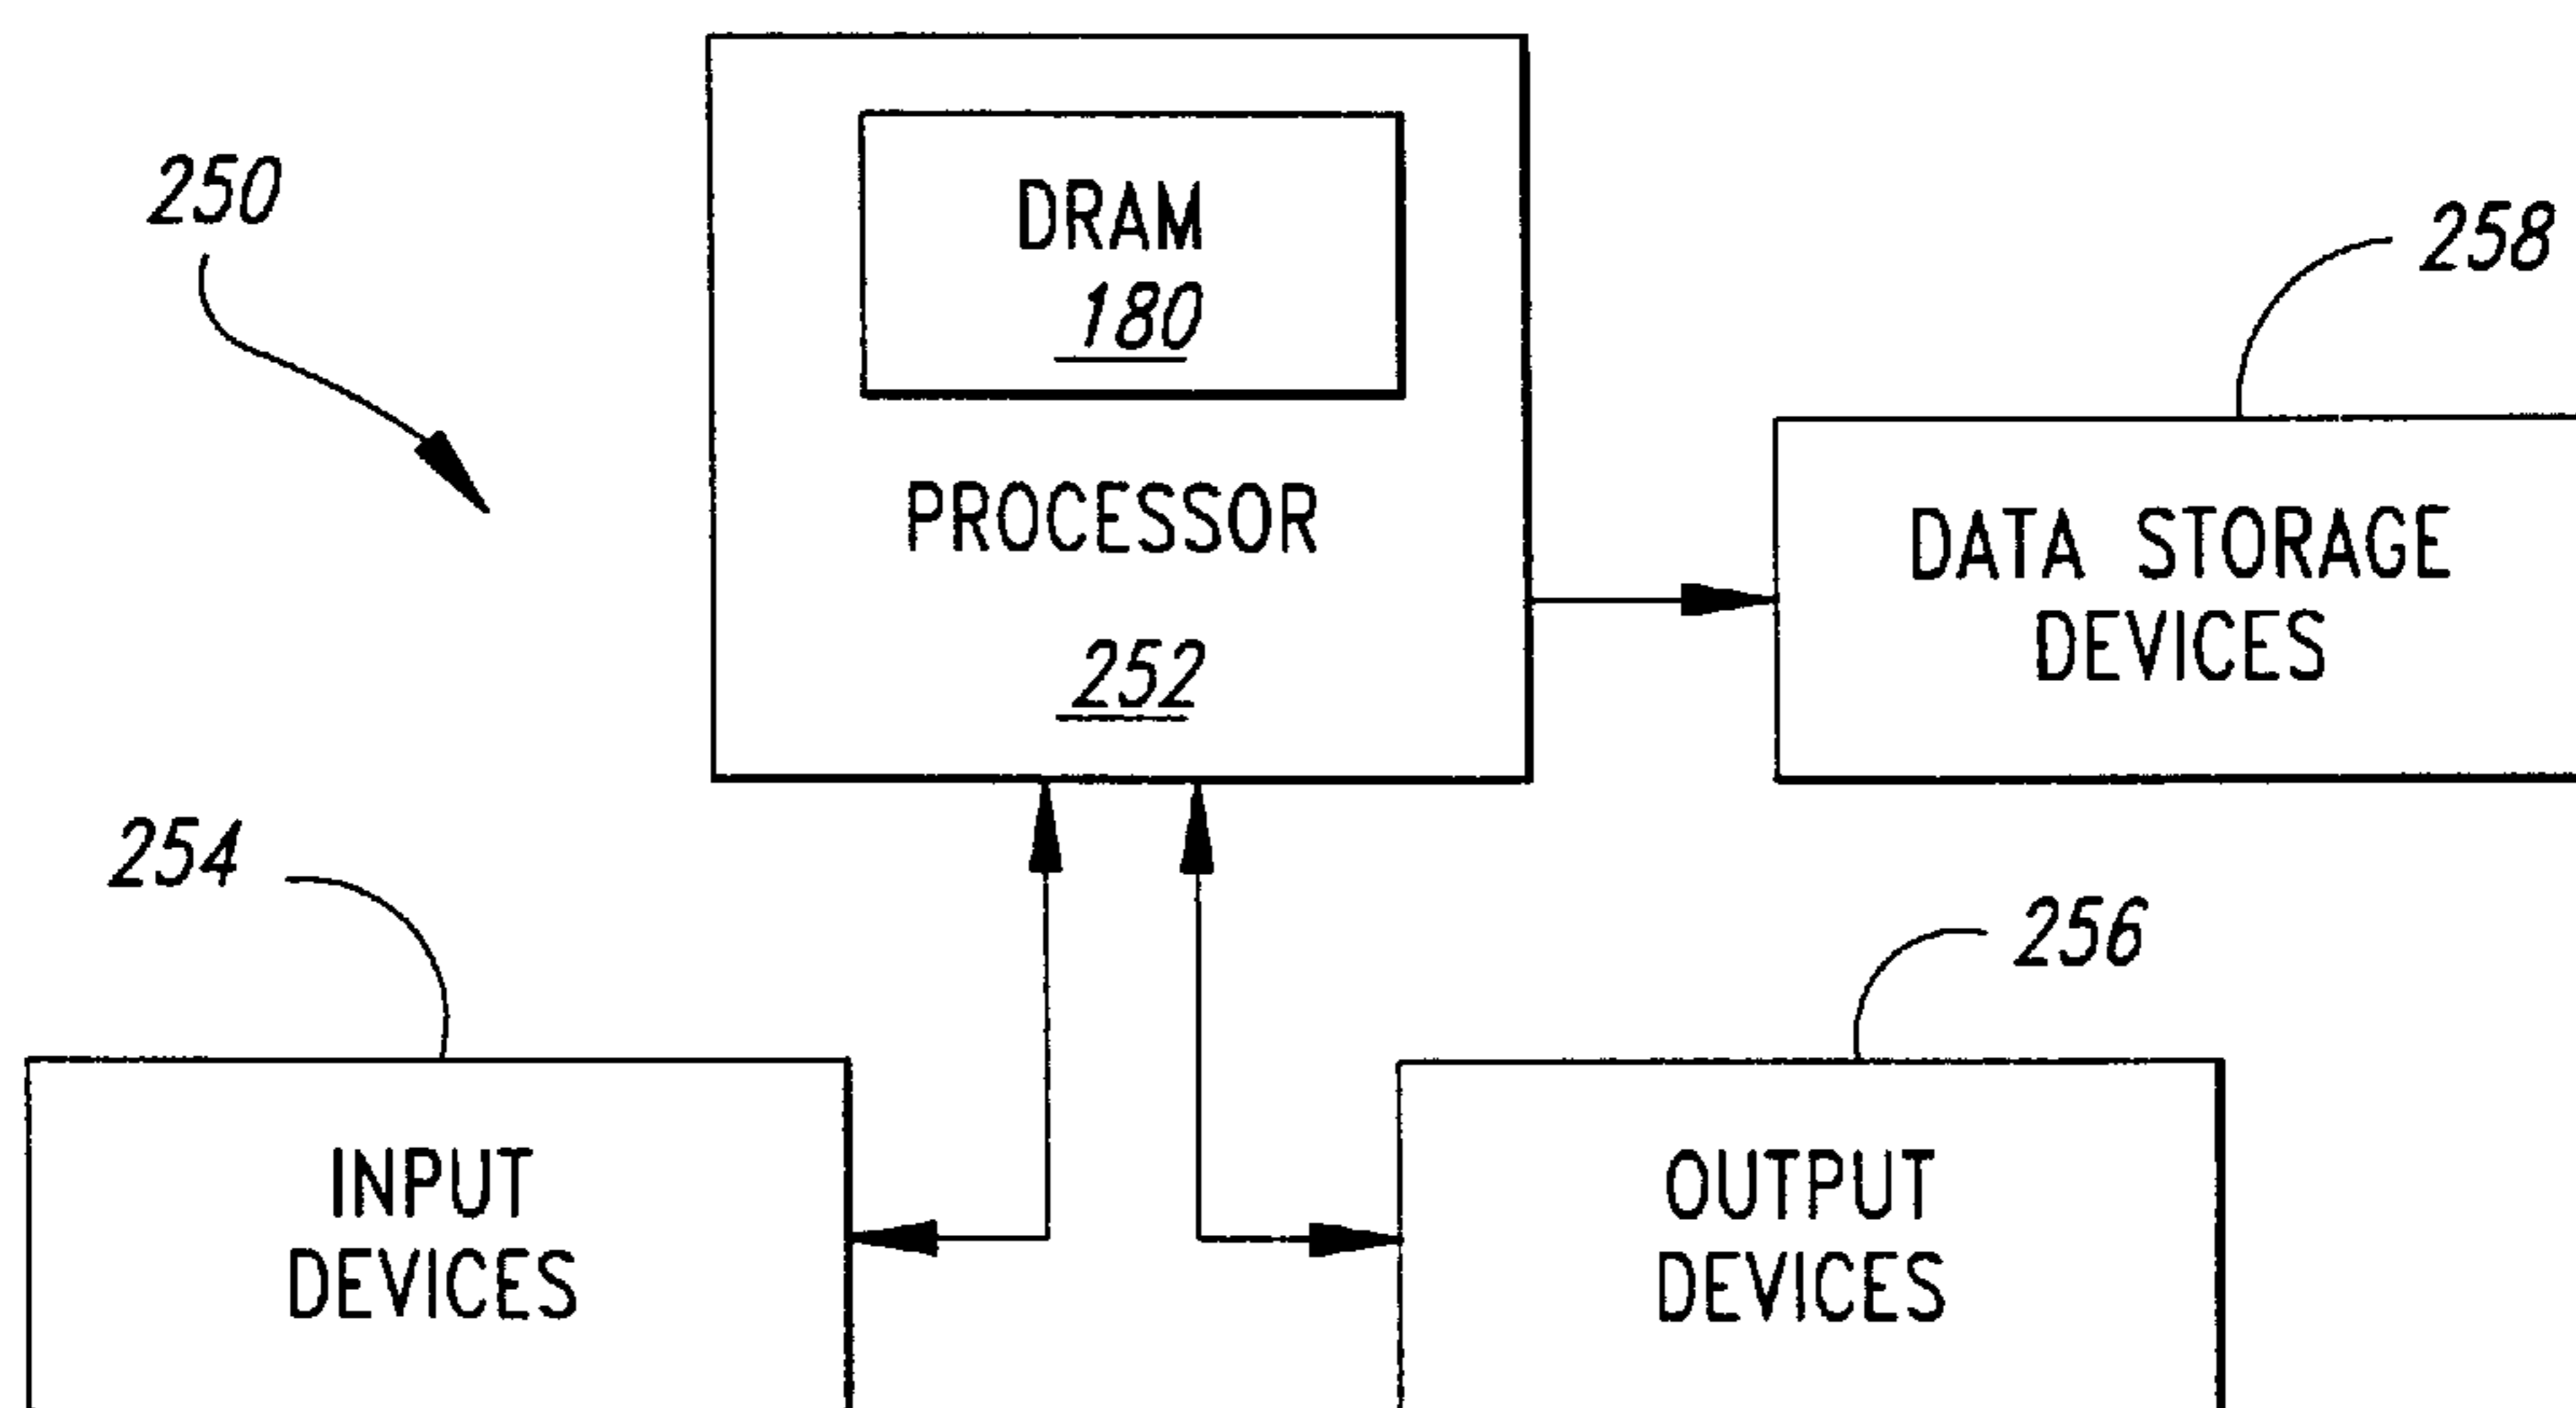 250
DRAM
180
PROCESSOR
252
258
DATA STORAGE
DEVICES
254
INPUT
DEVICES
256
OUTPUT
DEVICES